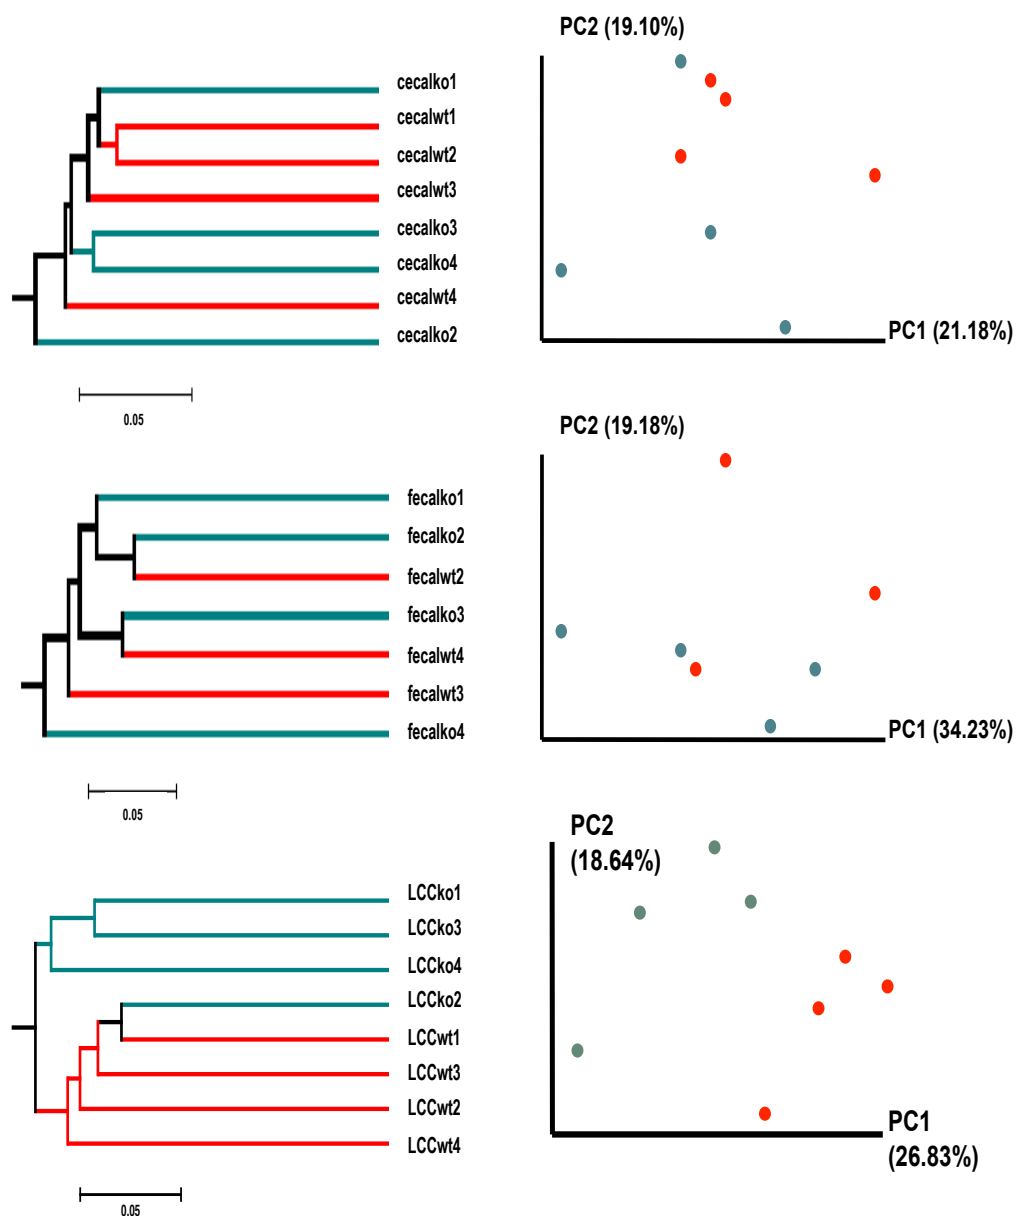 PC2 (19.10%)
cecalko1
cecalwt1
cecalwt2
cecalwt3
cecalko3
cecalko4
cecalwt4
cecalko2
PC1 (21.18%)
0.05
PC2 (19.18%)
fecalko1
fecalko2
fecalwt2
fecalko3
fecalwt4
fecalwt3
fecalko4
PC1 (34.23%)
0.05
PC2
(18.64%)
LCCko1
LCCko3
LCCko4
LCCko2
LCCwt1
LCCwt3
LCCwt2
LCCwt4
PC1
(26.83%)
0.05